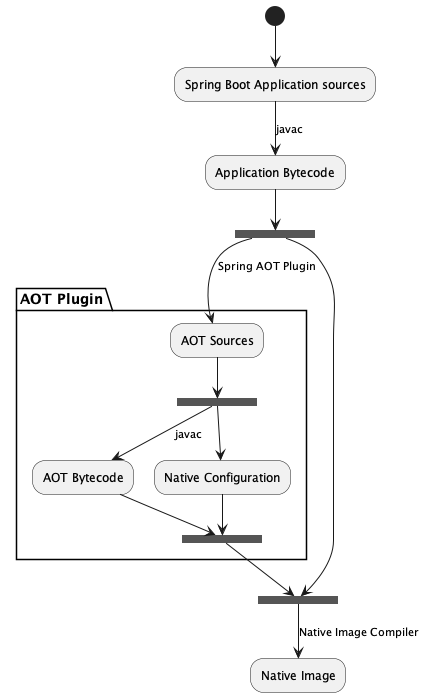 Spring Boot Application sources
javac
Application Bytecode
Spring AOT Plugin
AOT Plugin
AOT Sources
javac
AOT Bytecode
Native Configuration
Native Image Compiler
Native Image